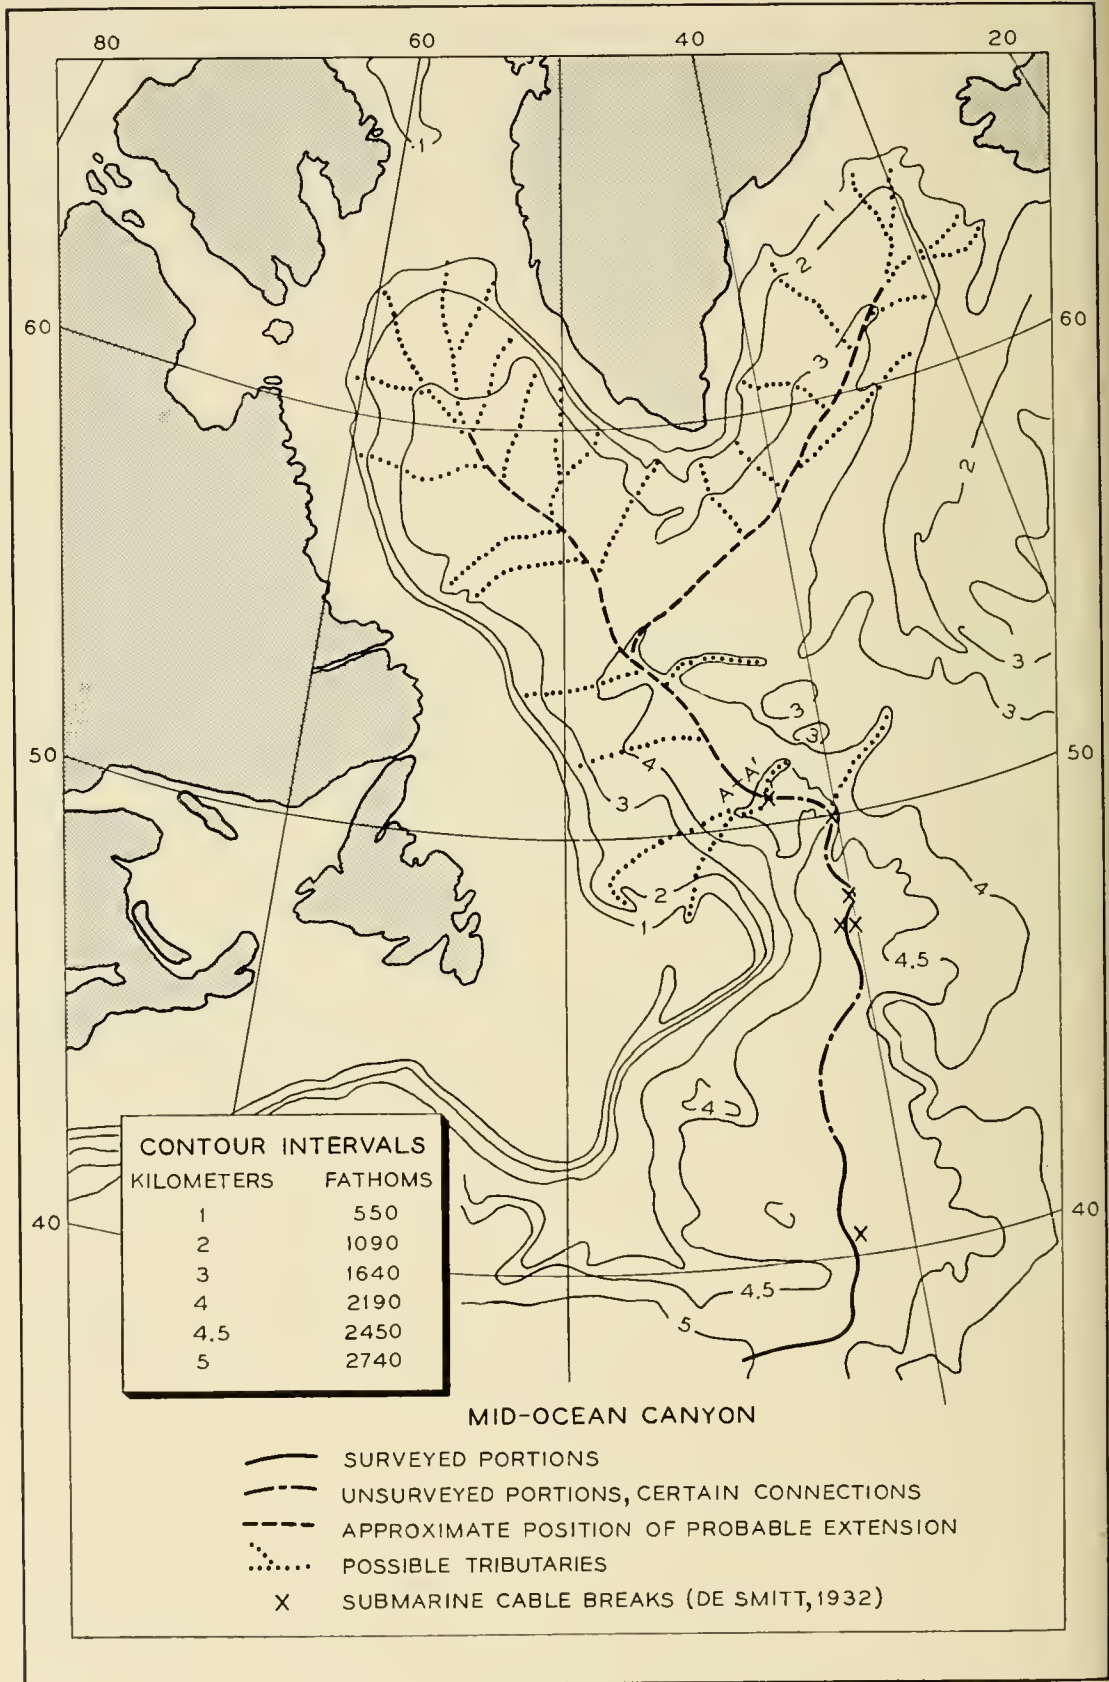 80 60 40 20
1
1
2
60 60
3
2
3
3
3
3
50 A-A' 50
4
3
4
2
1
4.5
4
CONTOUR INTERVALS
KILOMETERS FATHOMS
1 550
2 1090
3 1640
4 2190
4.5 2450
5 2740
40 40
4.5
5
MID-OCEAN CANYON
SURVEYED PORTIONS
UNSURVEYED PORTIONS, CERTAIN CONNECTIONS
APPROXIMATE POSITION OF PROBABLE EXTENSION
POSSIBLE TRIBUTARIES
X SUBMARINE CABLE BREAKS (DE SMITT, 1932)